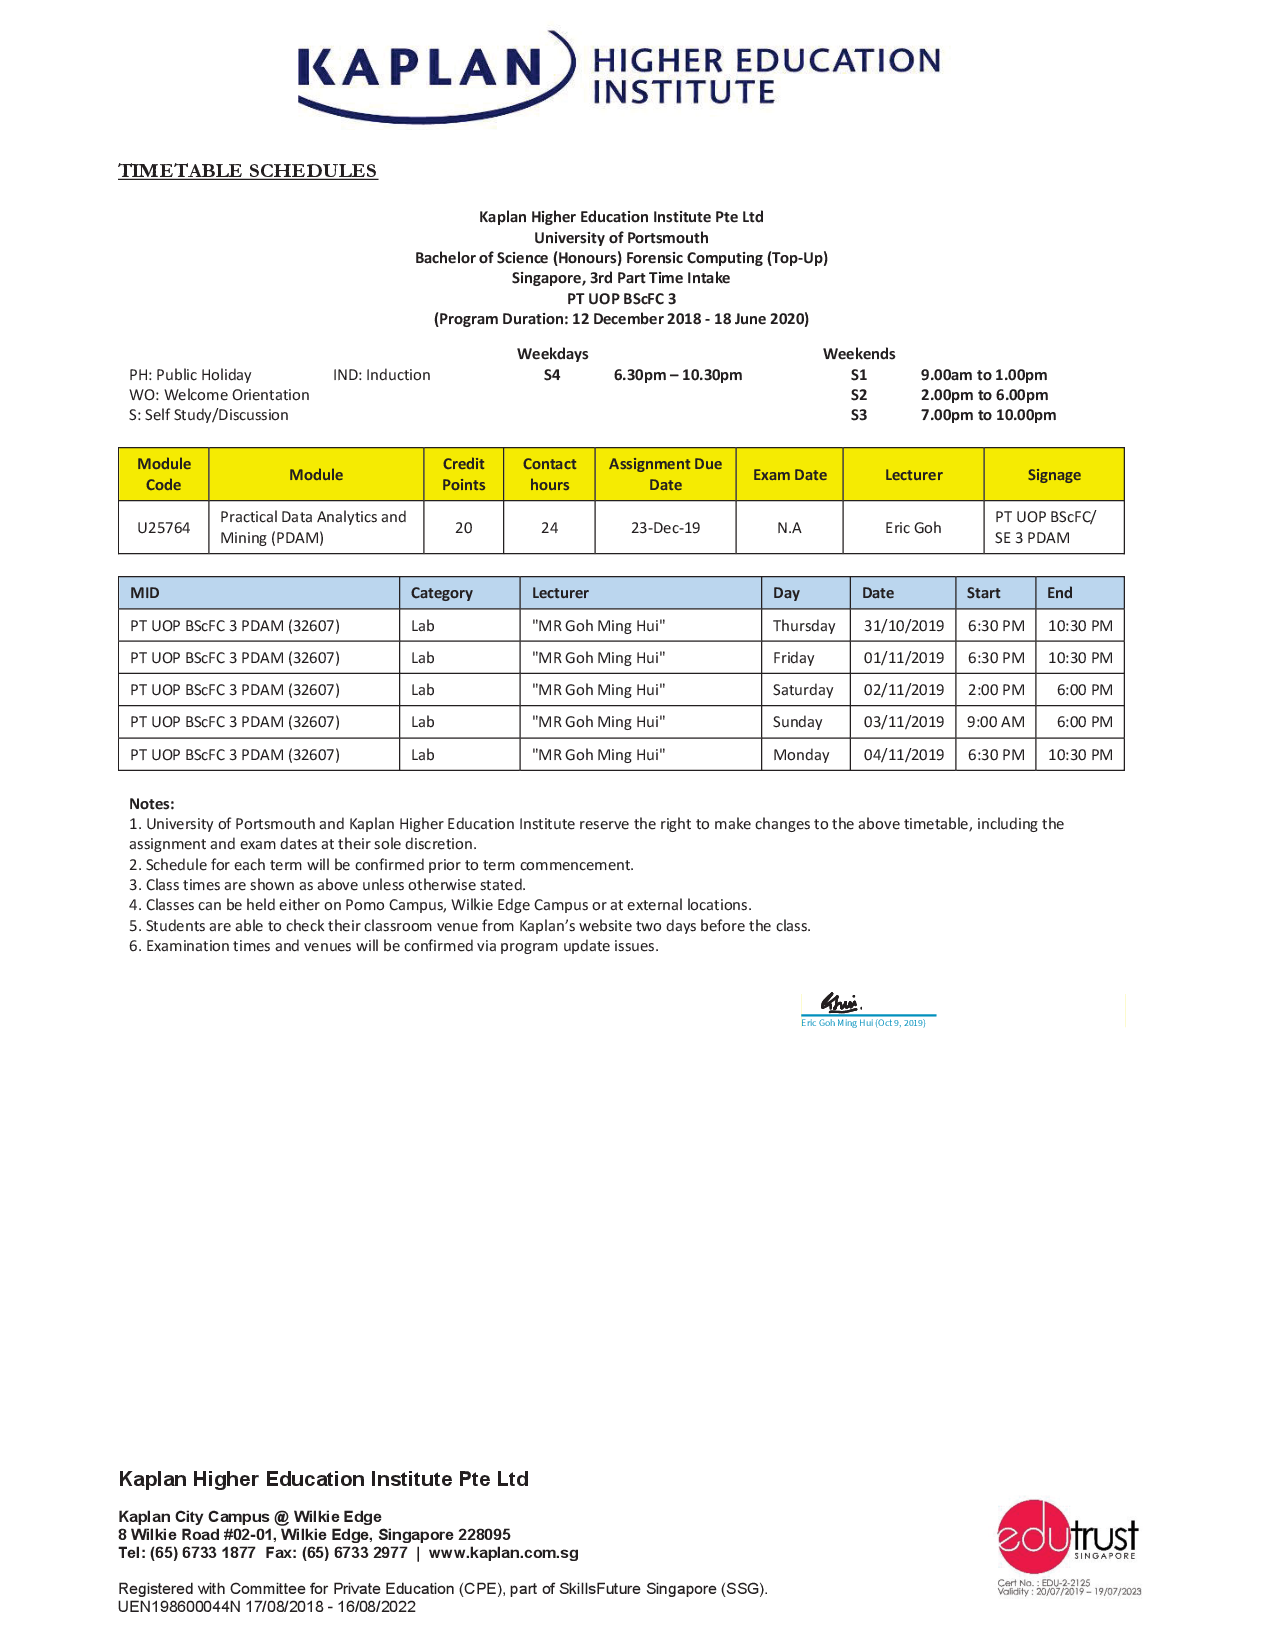 KAPLAN HIGHER EDUCATION
INSTITUTE
TIMETABLE SCHEDULES
Kaplan Higher Education Institute Pte Ltd
University of Portsmouth
Bachelor of Science (Honours) Forensic Computing (Top-Up)
Singapore, 3rd Part Time Intake
PT UOP BScFC 3
(Program Duration: 12 December 2018 - 18 June 2020)
Weekdays Weekends
PH: Public Holiday IND: Induction S4 6.30pm – 10.30pm S1 9.00am to 1.00pm
WO: Welcome Orientation S2 2.00pm to 6.00pm
S: Self Study/Discussion S3 7.00pm to 10.00pm
Module Code Module Credit Points Contact hours Assignment Due Date Exam Date Lecturer Signage
U25764 Practical Data Analytics and Mining (PDAM) 20 24 23-Dec-19 N.A Eric Goh PT UOP BScFC/ SE 3 PDAM
MID Category Lecturer Day Date Start End
PT UOP BScFC 3 PDAM (32607) Lab "MR Goh Ming Hui" Thursday 31/10/2019 6:30 PM 10:30 PM
PT UOP BScFC 3 PDAM (32607) Lab "MR Goh Ming Hui" Friday 01/11/2019 6:30 PM 10:30 PM
PT UOP BScFC 3 PDAM (32607) Lab "MR Goh Ming Hui" Saturday 02/11/2019 2:00 PM 6:00 PM
PT UOP BScFC 3 PDAM (32607) Lab "MR Goh Ming Hui" Sunday 03/11/2019 9:00 AM 6:00 PM
PT UOP BScFC 3 PDAM (32607) Lab "MR Goh Ming Hui" Monday 04/11/2019 6:30 PM 10:30 PM
Notes:
1. University of Portsmouth and Kaplan Higher Education Institute reserve the right to make changes to the above timetable, including the
assignment and exam dates at their sole discretion.
2. Schedule for each term will be confirmed prior to term commencement.
3. Class times are shown as above unless otherwise stated.
4. Classes can be held either on Pomo Campus, Wilkie Edge Campus or at external locations.
5. Students are able to check their classroom venue from Kaplan's website two days before the class.
6. Examination times and venues will be confirmed via program update issues.
Eric Goh Ming Hui (Oct 9, 2019)
Kaplan Higher Education Institute Pte Ltd
Kaplan City Campus @ Wilkie Edge
8 Wilkie Road #02-01, Wilkie Edge, Singapore 228095
Tel: (65) 6733 1877 Fax: (65) 6733 2977 | www.kaplan.com.sg
Registered with Committee for Private Education (CPE), part of SkillsFuture Singapore (SSG).
UEN198600044N 17/08/2018 - 16/08/2022
edutrust
SINGAPORE
Cert No. : EDU-2-2125
Validity : 20/07/2019 – 19/07/2023